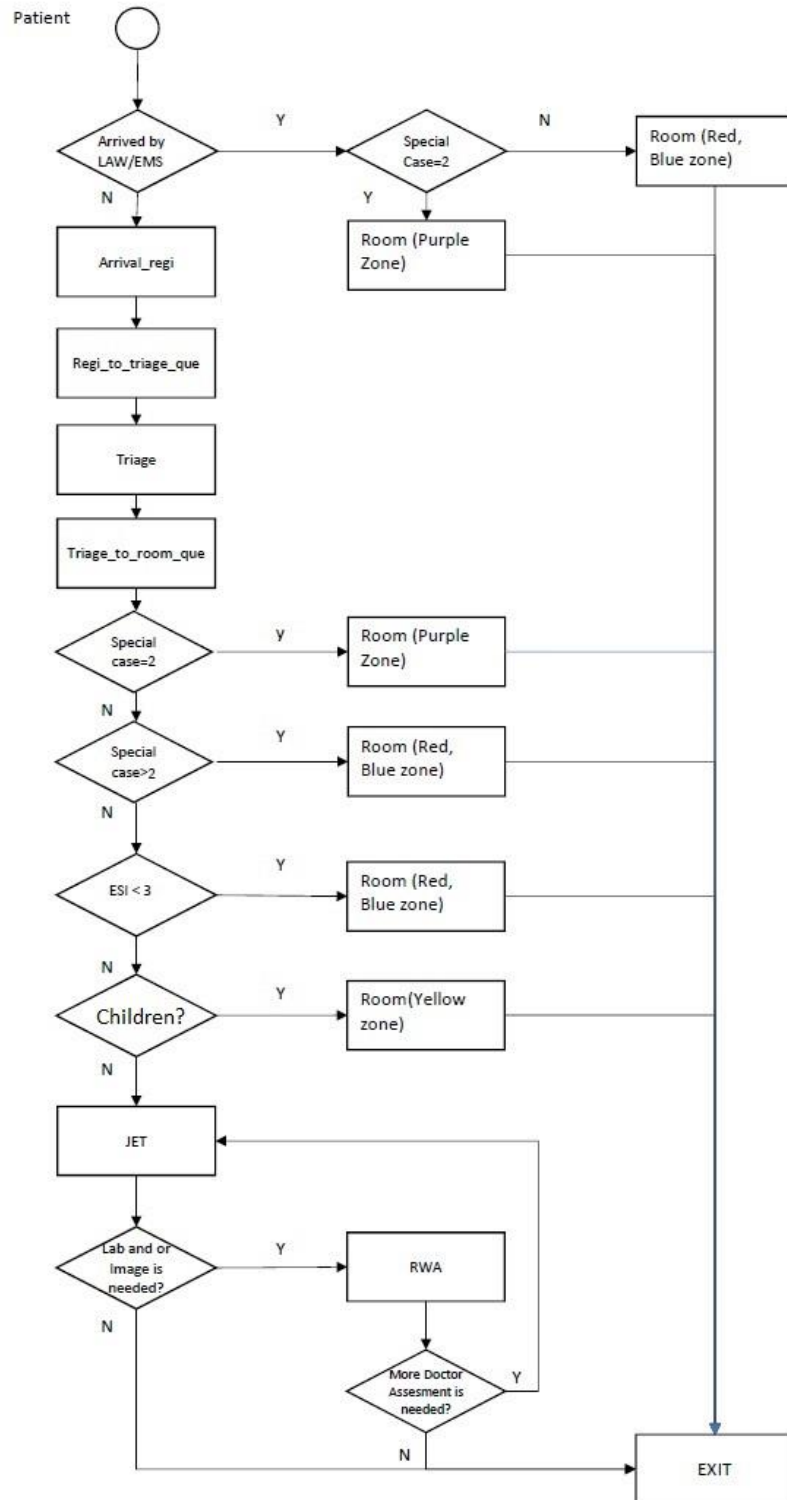 Patient
Arrived by
LAW/EMS
Y
Special
Case=2
N
Room (Red,
Blue zone)
N
Y
Arrival_regi
Room (Purple
Zone)
Regi_to_triage_que
Triage
Triage_to_room_que
Special
case=2
y
Room (Purple
Zone)
N
Special
case>2
Y
Room (Red,
Blue zone)
N
ESI < 3
Y
Room (Red,
Blue zone)
N
Children?
Y
Room(Yellow
zone)
N
JET
Lab and or
Image is
needed?
Y
RWA
N
More Doctor
Assesment is
needed?
Y
N
EXIT